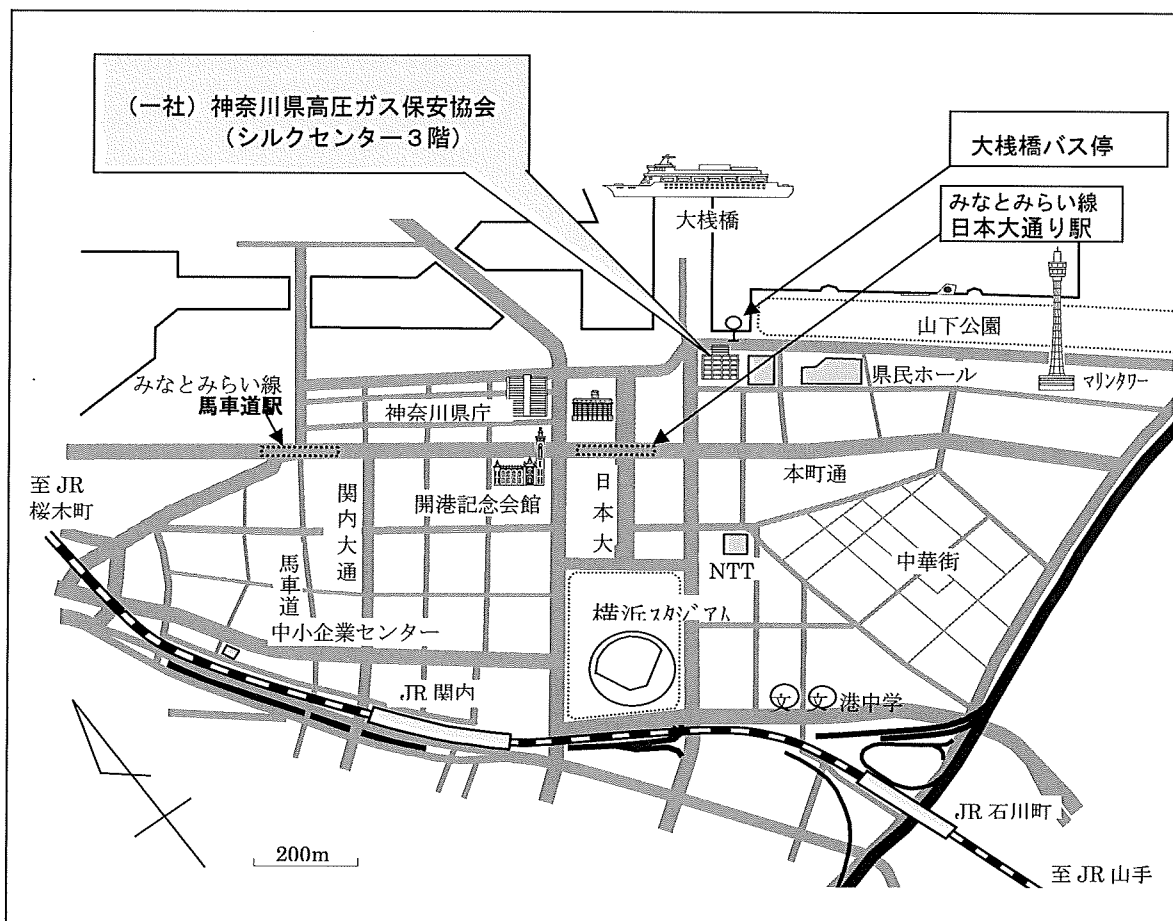 （一社）神奈川県高圧ガス保安協会
（シルクセンター３階）
大桟橋バス停
みなとみらい線
日本大通り駅
大桟橋
山下公園
みなとみらい線
馬車道駅
神奈川県庁
県民ホール
マリンタワー
本町通
至 JR
桜木町
関内大通
開港記念会館
日本大
馬車道
NTT
中華街
中小企業センター
横浜スタジアム
JR 関内
文
文
港中学
JR 石川町
200m
至 JR 山手